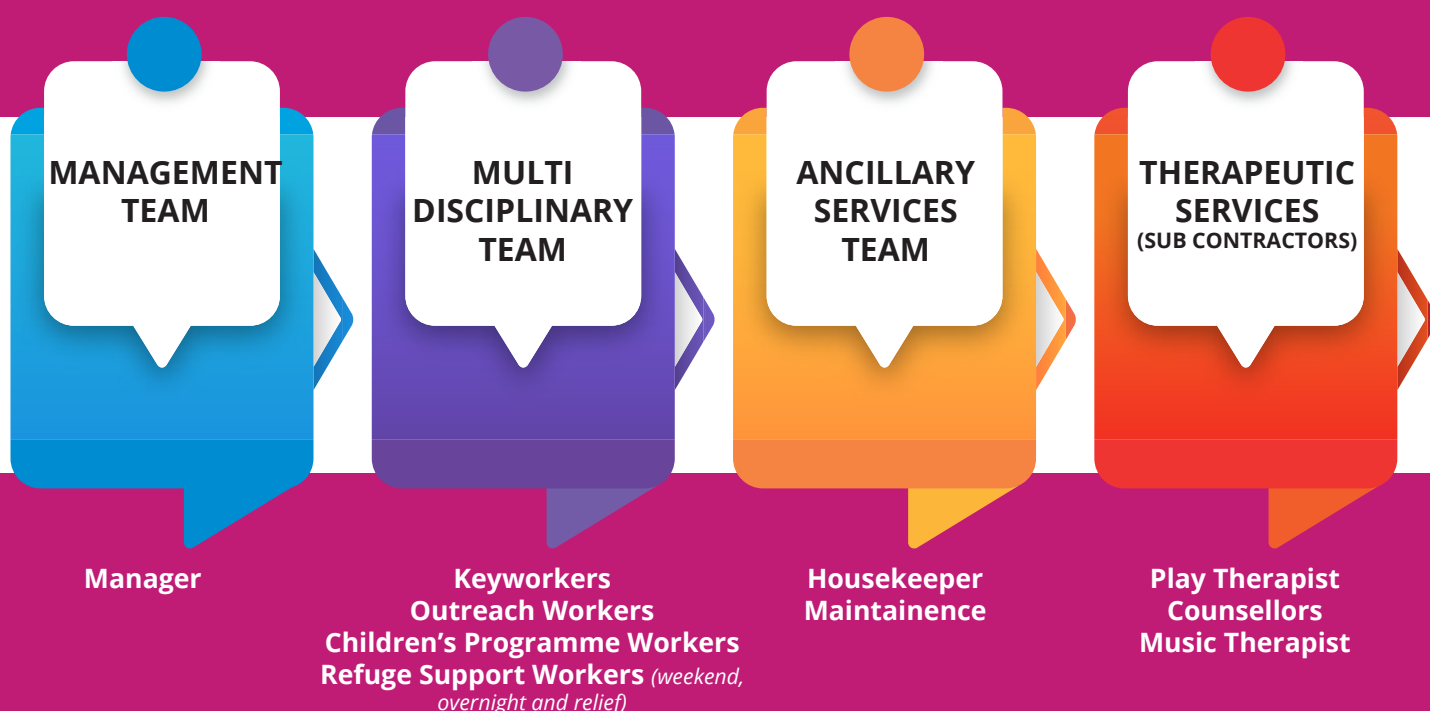 MANAGEMENT
TEAM
MULTI
DISCIPLINARY
TEAM
ANCILLARY
SERVICES
TEAM
THERAPEUTIC
SERVICES
(SUB CONTRACTORS)
Manager
Keyworkers
Outreach Workers
Children’s Programme Workers
Refuge Support Workers (weekend,
overnight and relief)
Housekeeper
Maintainence
Play Therapist
Counsellors
Music Therapist